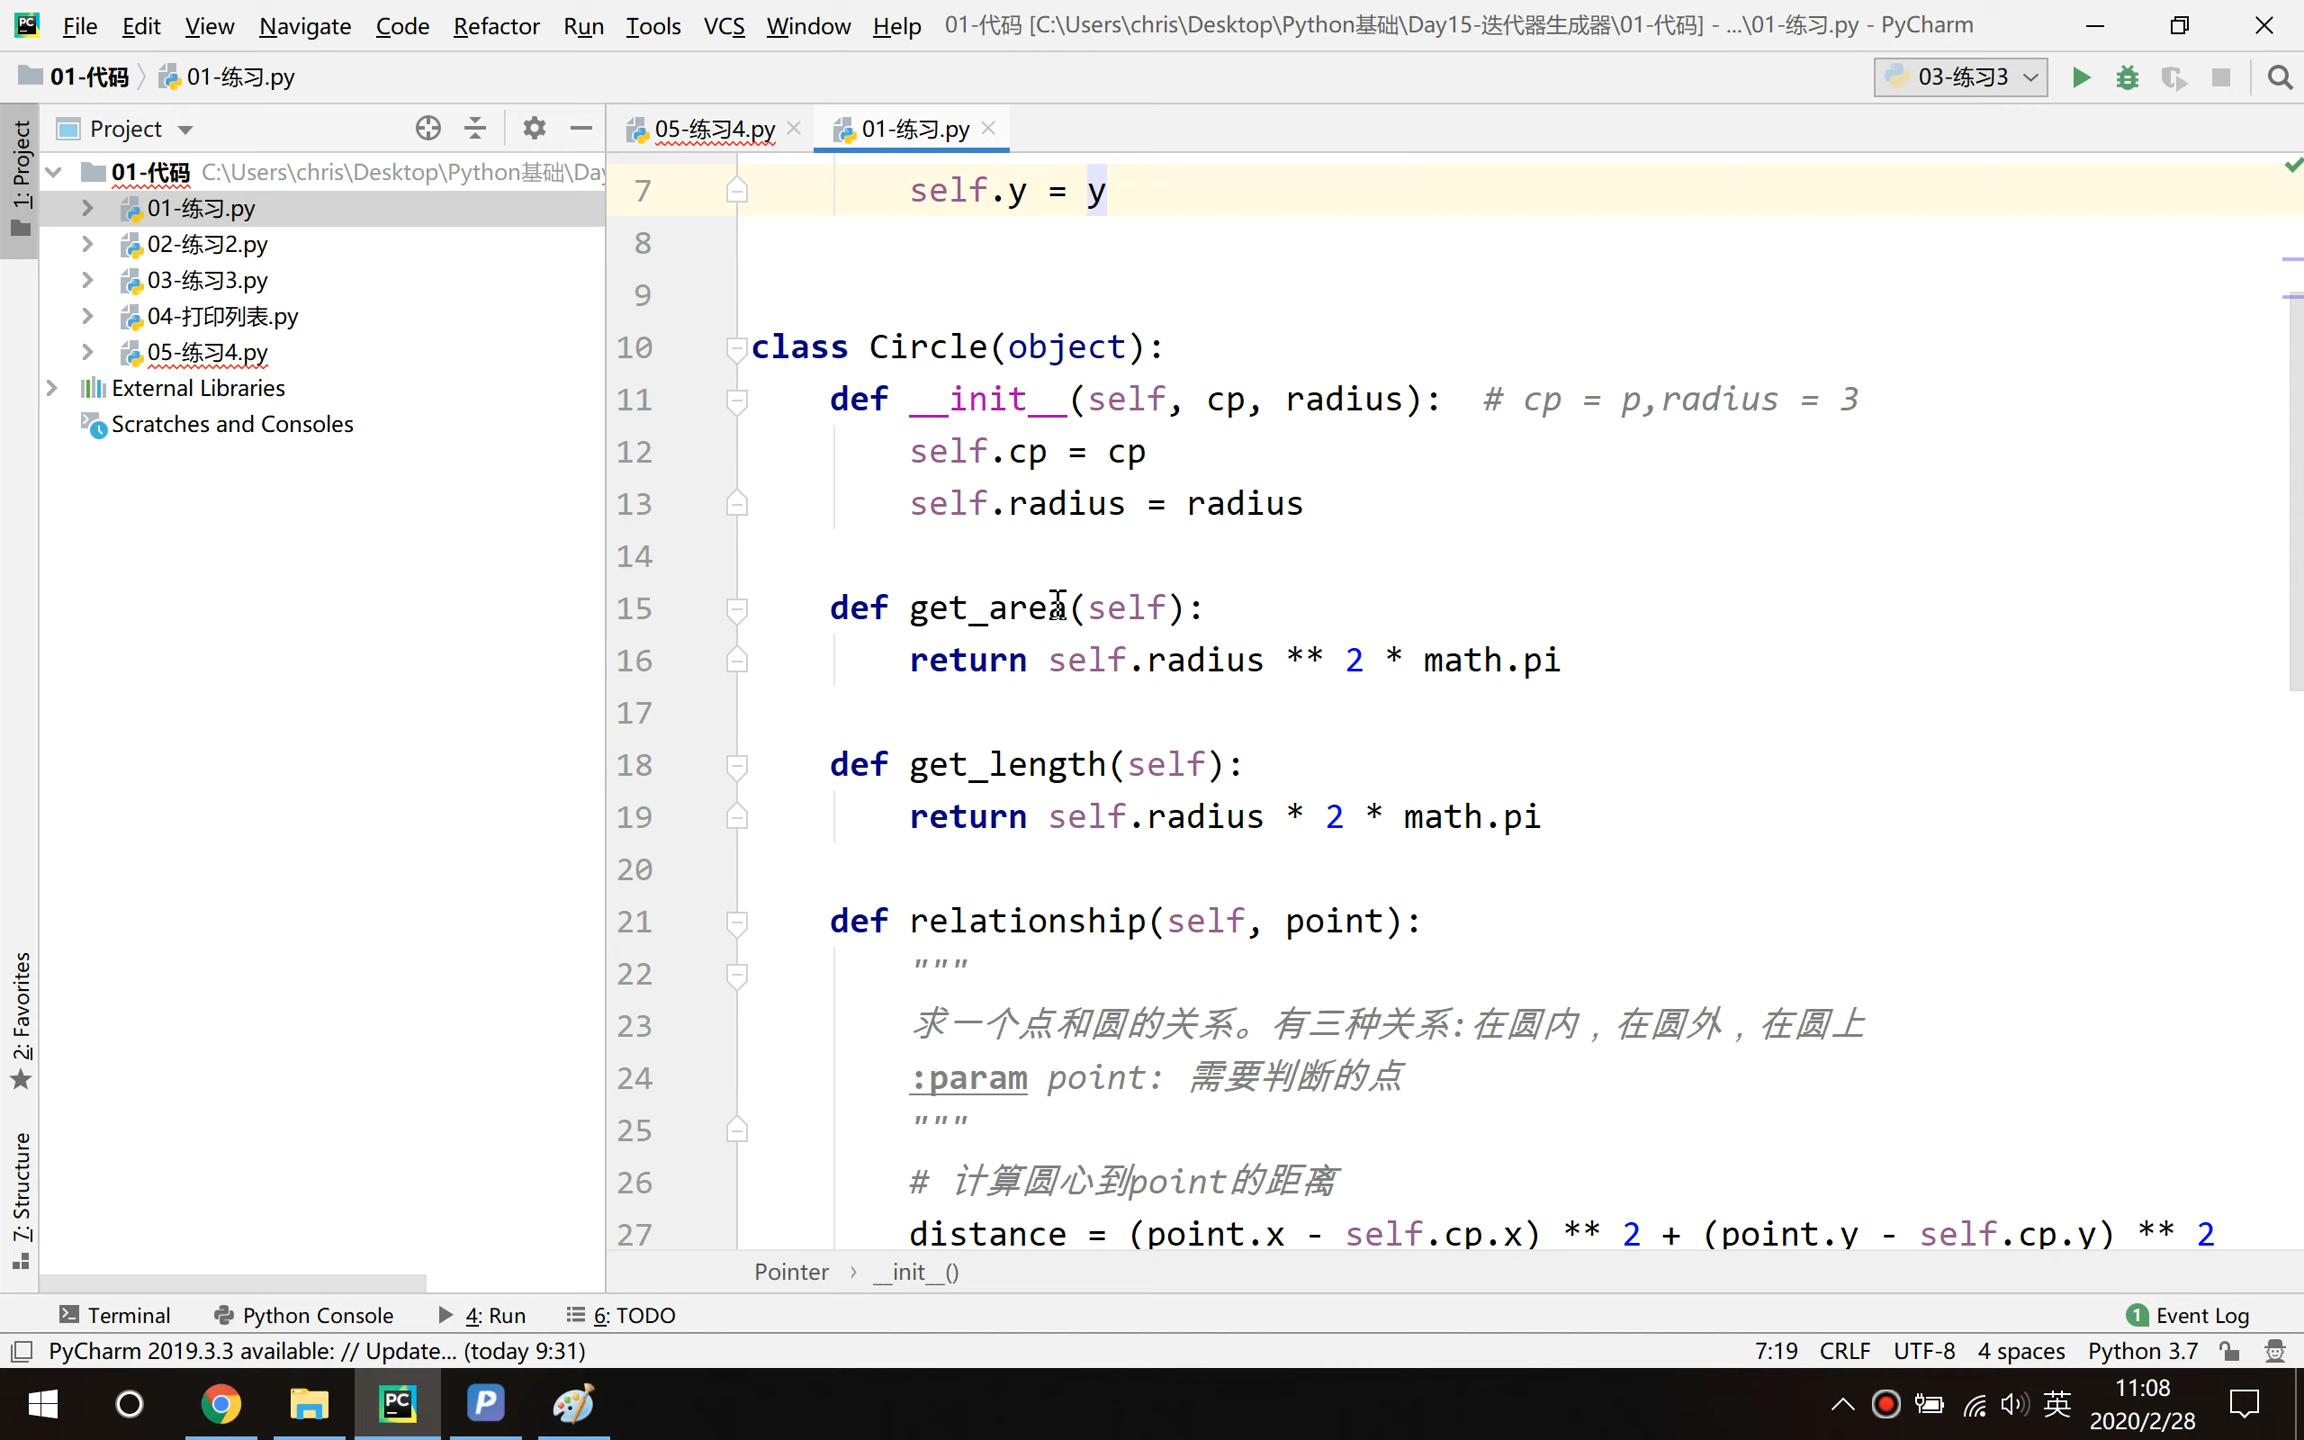 File Edit View Navigate Code Refactor Run Tools VCS Window Help 01-代码 [C:\Users\chris\Desktop\Python基础\Day15-迭代器生成器\01-代码] - ...\01-练习.py - PyCharm
01-代码 01-练习.py 03-练习3
1: Project
Project
05-练习4.py 01-练习.py
01-代码 C:\Users\chris\Desktop\Python基础\Day
01-练习.py
02-练习2.py
03-练习3.py
04-打印列表.py
05-练习4.py
External Libraries
Scratches and Consoles
2: Favorites
7: Structure
7 self.y = y
8
9
10 class Circle(object):
11 def __init__(self, cp, radius): # cp = p,radius = 3
12 self.cp = cp
13 self.radius = radius
14
15 def get_area(self):
16 return self.radius ** 2 * math.pi
17
18 def get_length(self):
19 return self.radius * 2 * math.pi
20
21 def relationship(self, point):
22 """
23 求一个点和圆的关系。有三种关系:在圆内,在圆外,在圆上
24 :param point: 需要判断的点
25 """
26 # 计算圆心到point的距离
27 distance = (point.x - self.cp.x) ** 2 + (point.y - self.cp.y) ** 2
Pointer › __init__()
Terminal Python Console 4: Run 6: TODO 1 Event Log
PyCharm 2019.3.3 available: // Update... (today 9:31) 7:19 CRLF UTF-8 4 spaces Python 3.7
PC P 英 11:08
2020/2/28